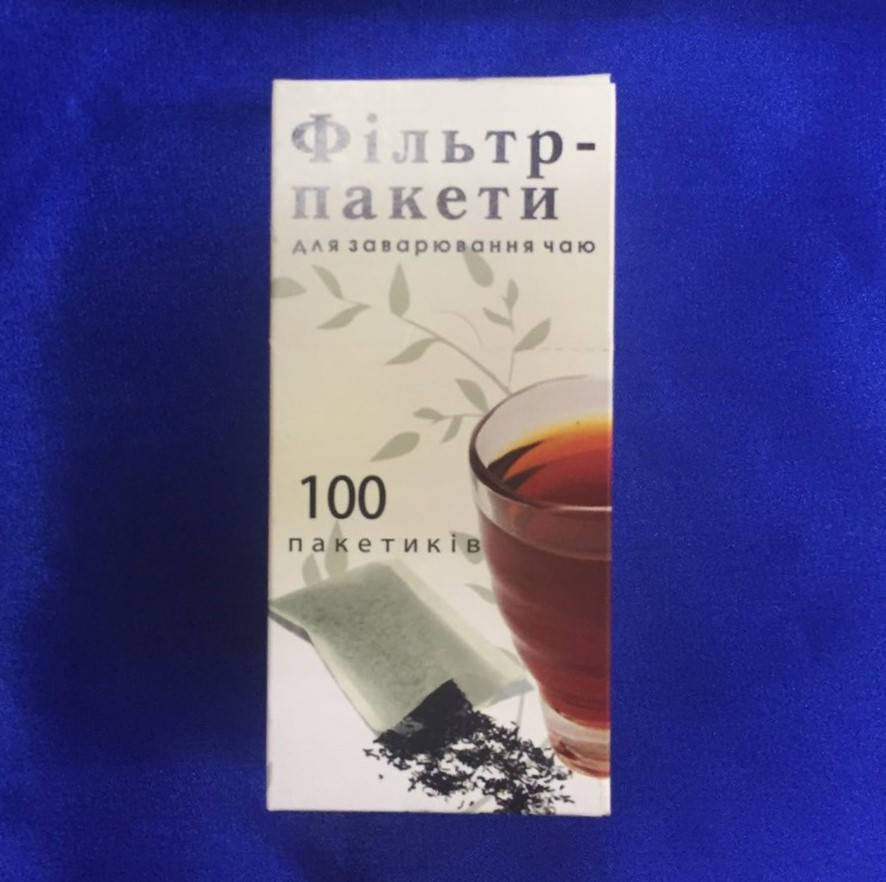 Фільтр-
пакети
для заварювання чаю
100
пакетиків